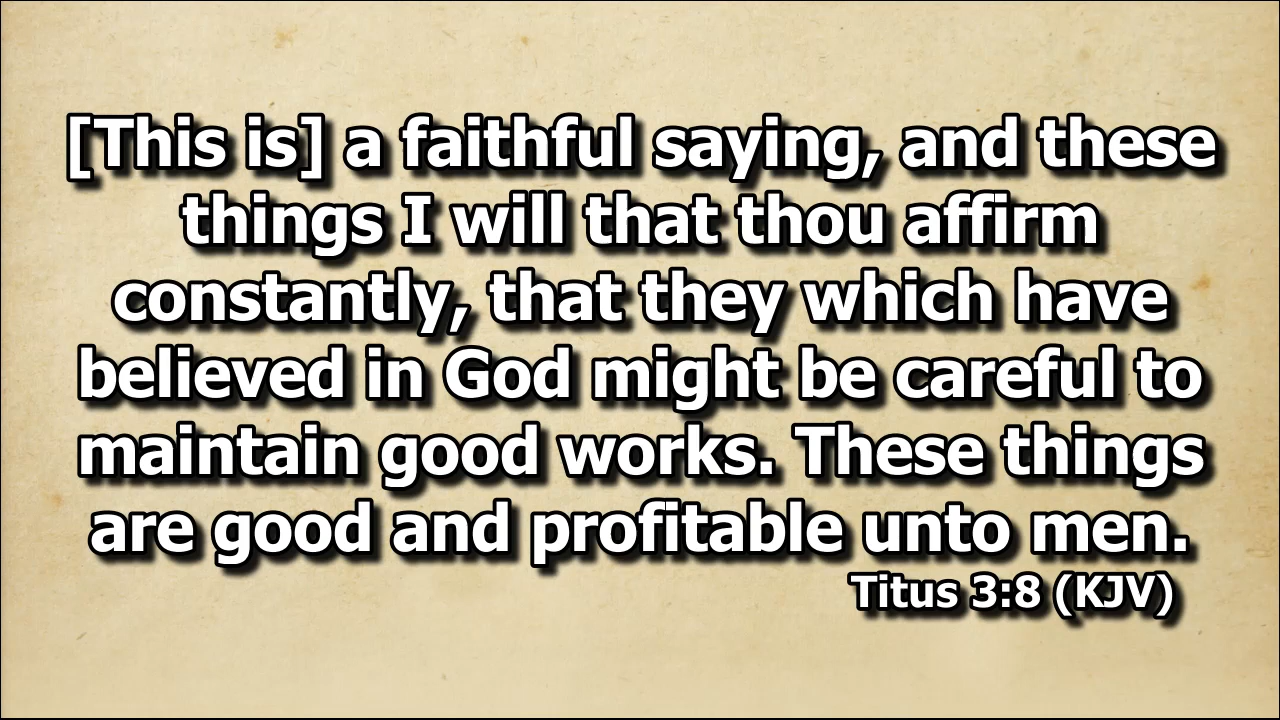 [This is] a faithful saying, and these
things I will that thou affirm
constantly, that they which have
believed in God might be careful to
maintain good works. These things
are good and profitable unto men.
Titus 3:8 (KJV)